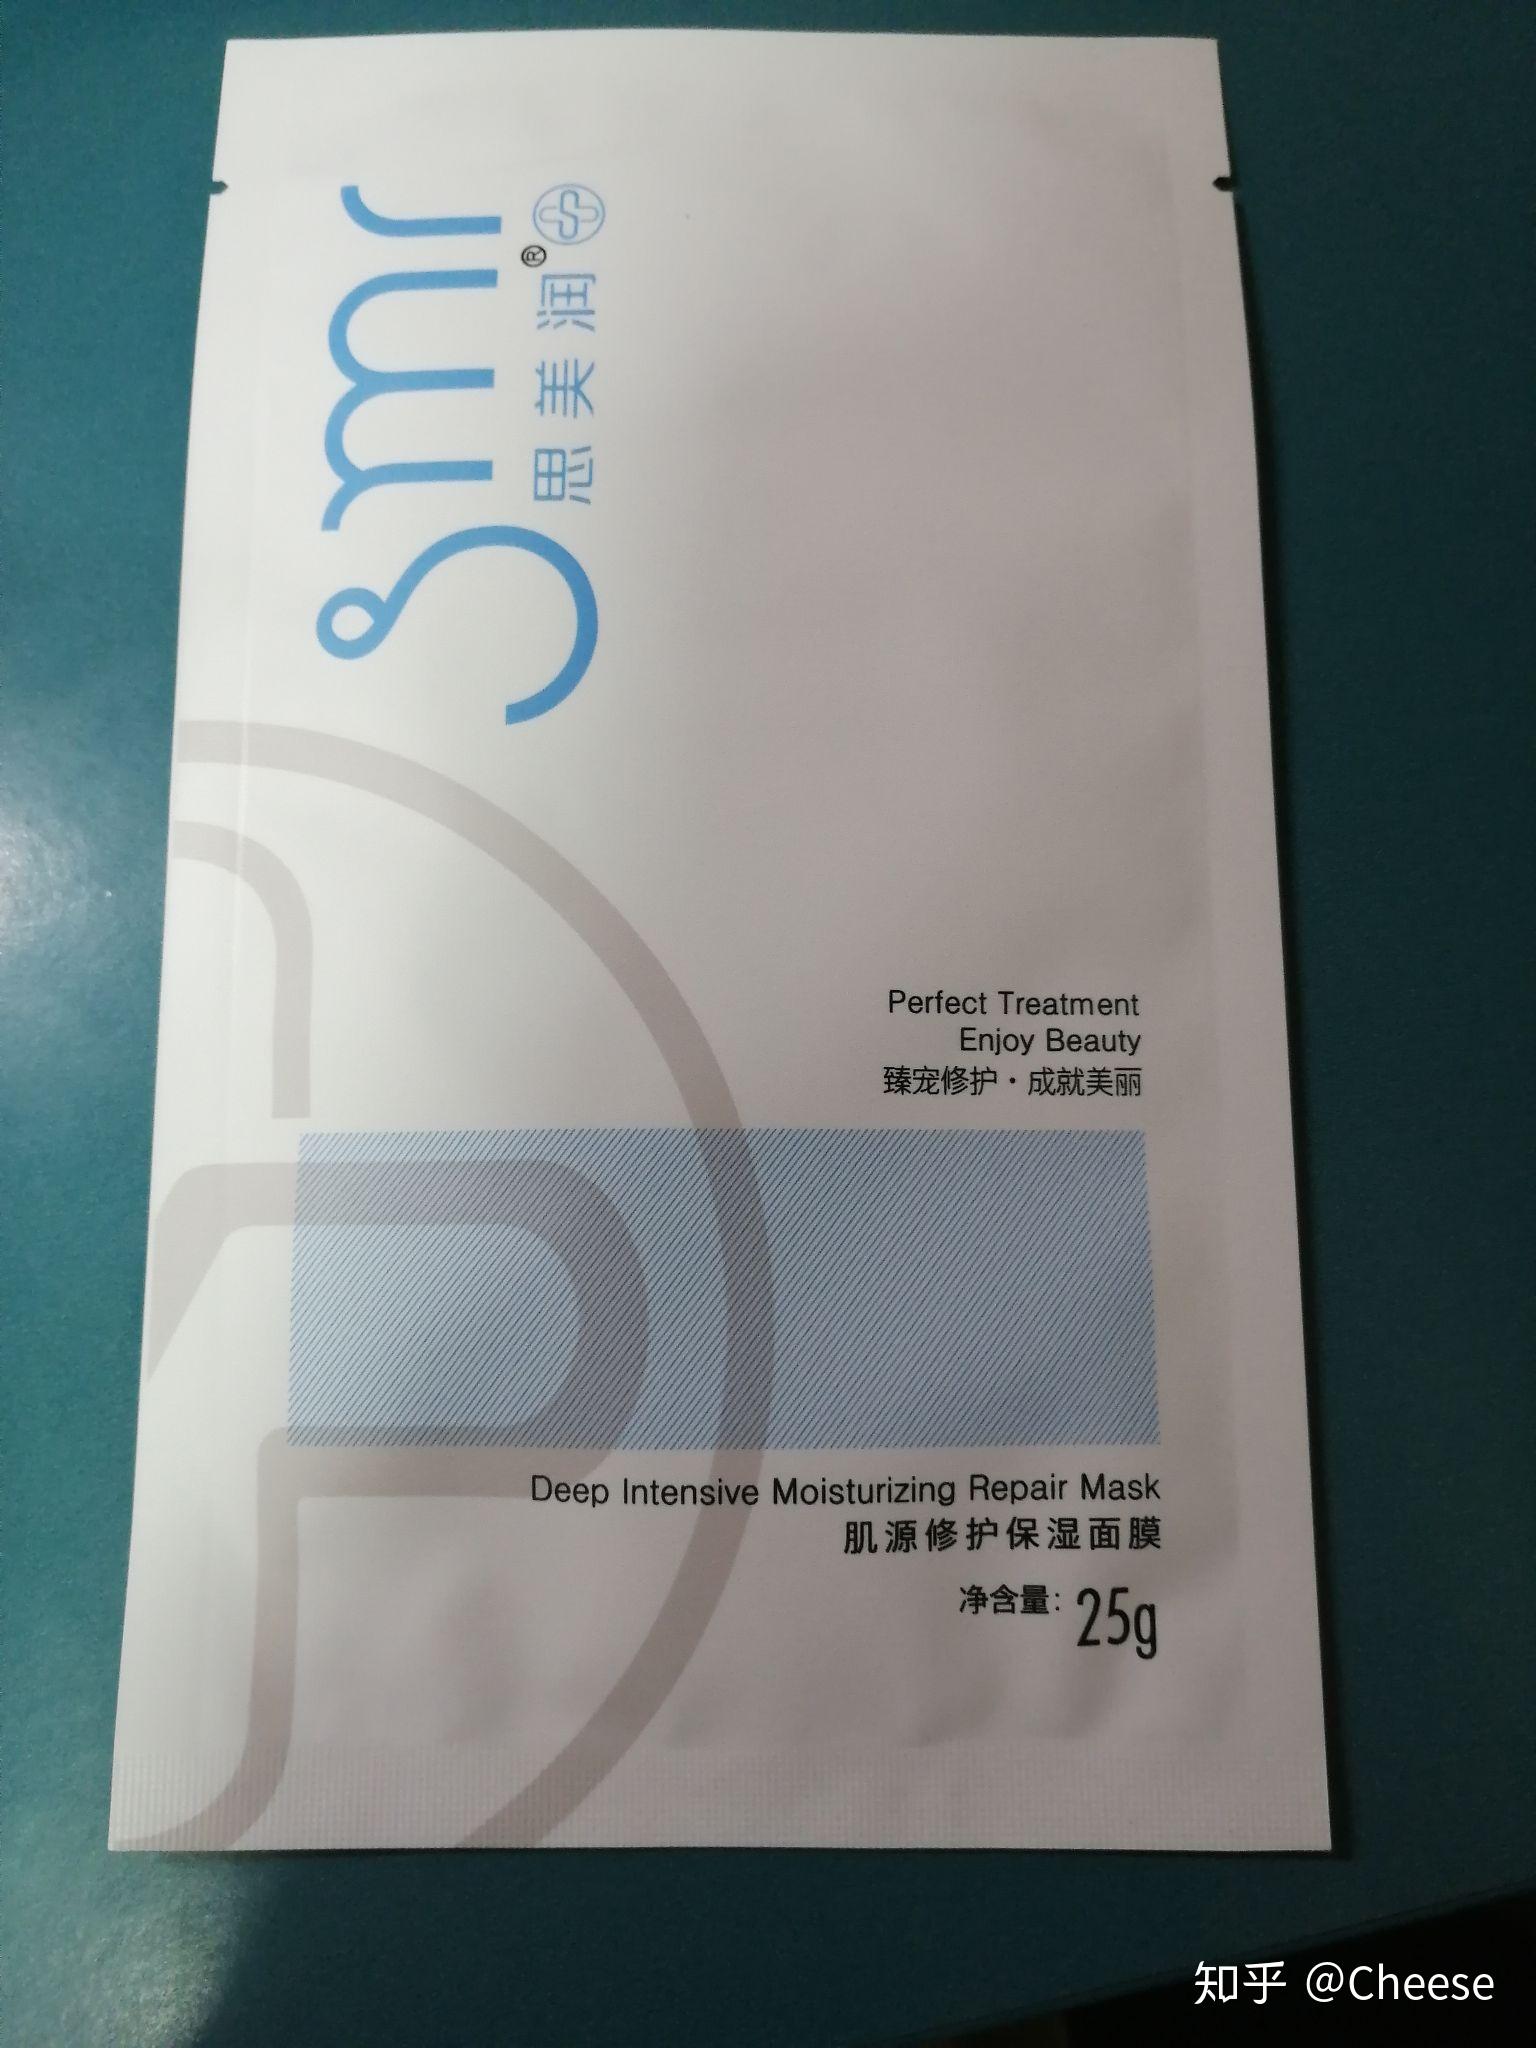 smr
思美润®
Perfect Treatment
Enjoy Beauty
臻宠修护·成就美丽
Deep Intensive Moisturizing Repair Mask
肌源修护保湿面膜
净含量: 25g
知乎 @Cheese